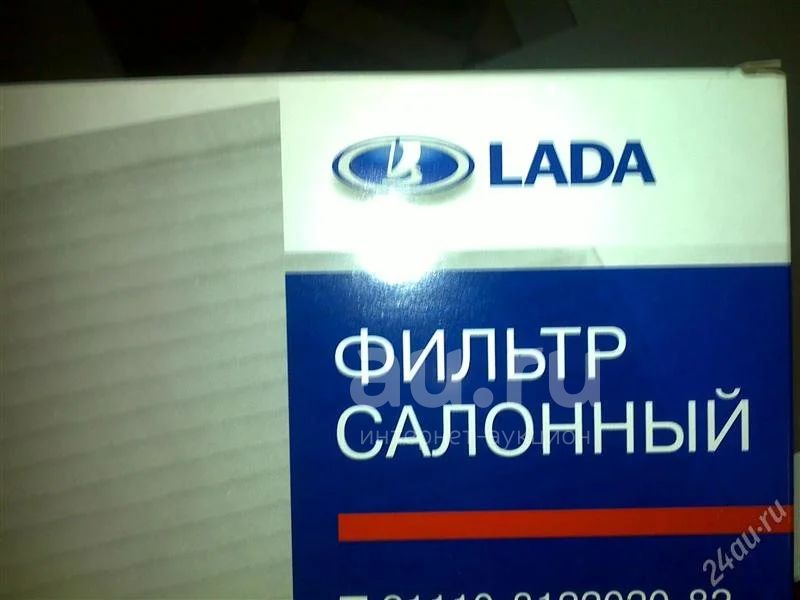 LADA
ФИЛЬТР
САЛОННЫЙ
au.ru
интернет-аукцион
24au.ru